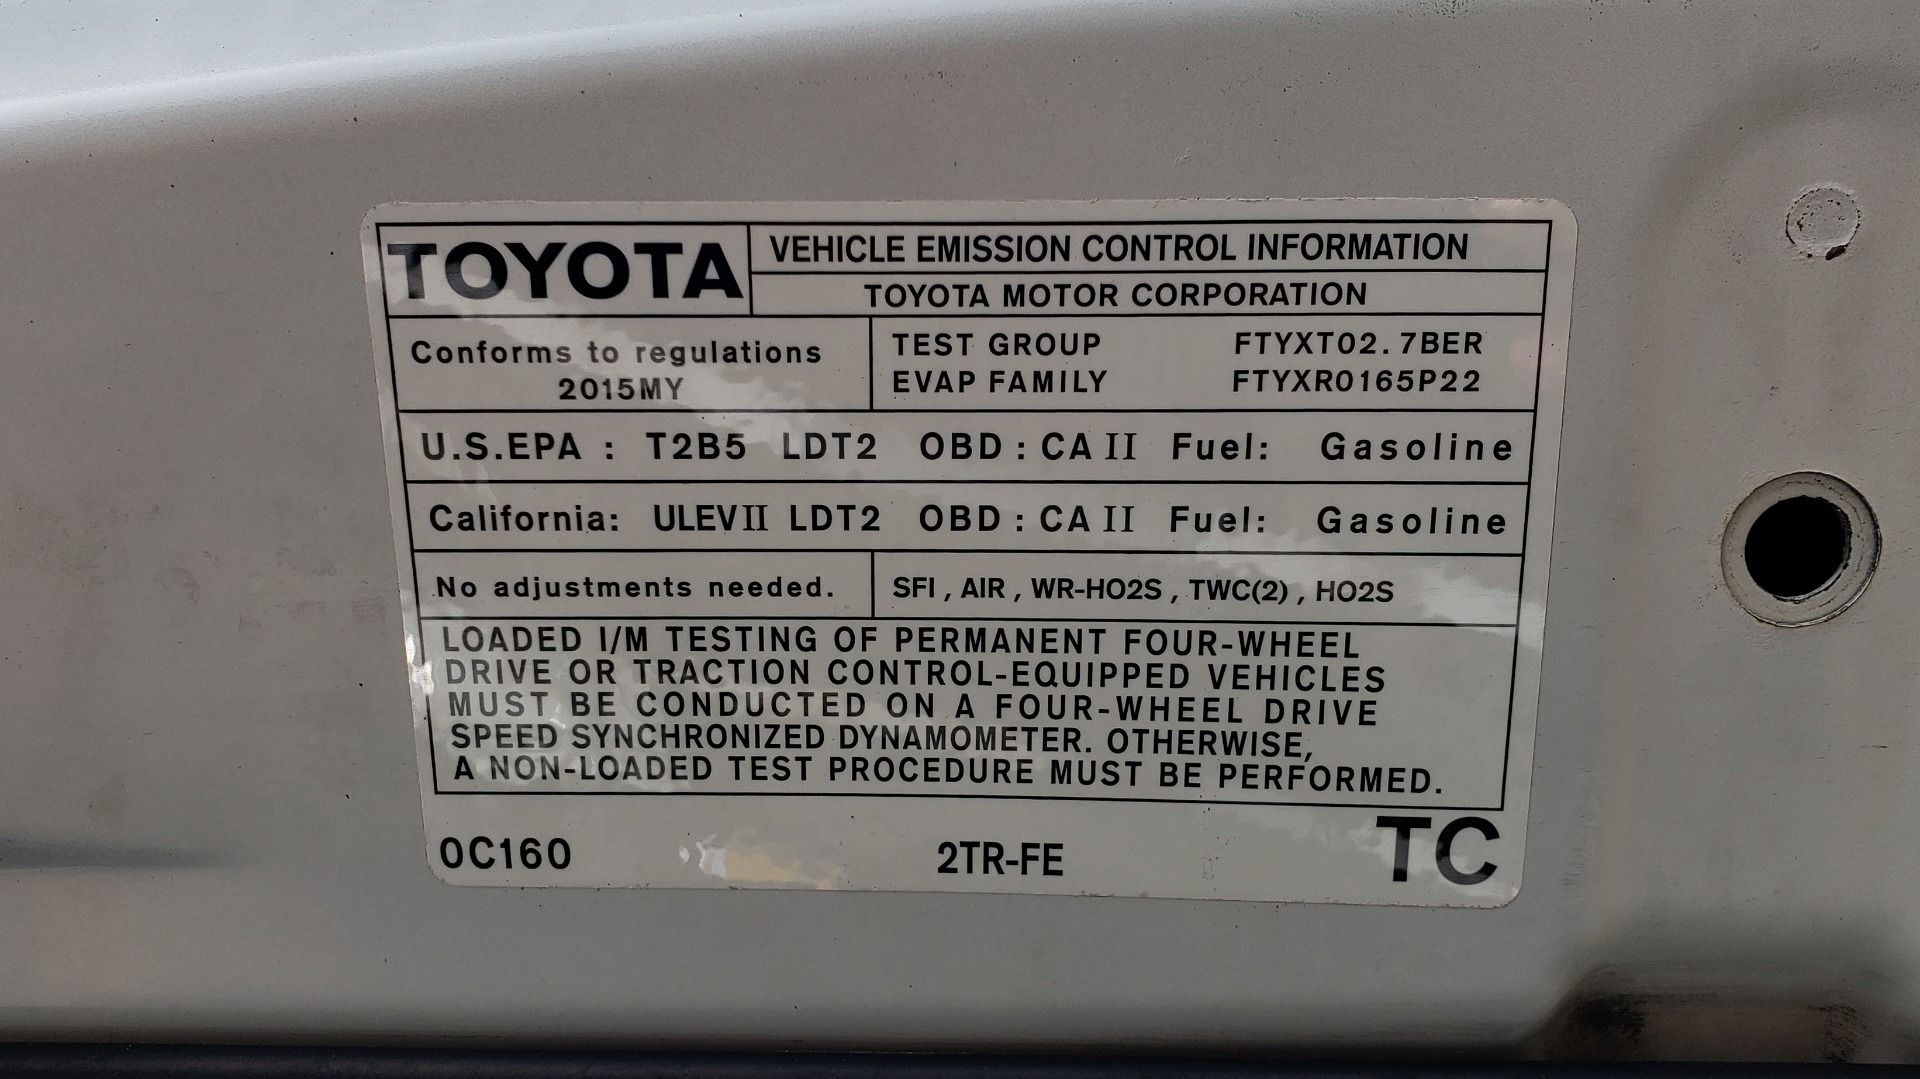 TOYOTA
VEHICLE EMISSION CONTROL INFORMATION
TOYOTA MOTOR CORPORATION
Conforms to regulations
2015MY
TEST GROUP FTYXT02.7BER
EVAP FAMILY FTYXR0165P22
U.S.EPA : T2B5 LDT2 OBD : CA II Fuel: Gasoline
California: ULEVII LDT2 OBD : CA II Fuel: Gasoline
No adjustments needed.
SFI , AIR , WR-HO2S , TWC(2) , HO2S
LOADED I/M TESTING OF PERMANENT FOUR-WHEEL
DRIVE OR TRACTION CONTROL-EQUIPPED VEHICLES
MUST BE CONDUCTED ON A FOUR-WHEEL DRIVE
SPEED SYNCHRONIZED DYNAMOMETER. OTHERWISE,
A NON-LOADED TEST PROCEDURE MUST BE PERFORMED.
0C160 2TR-FE TC